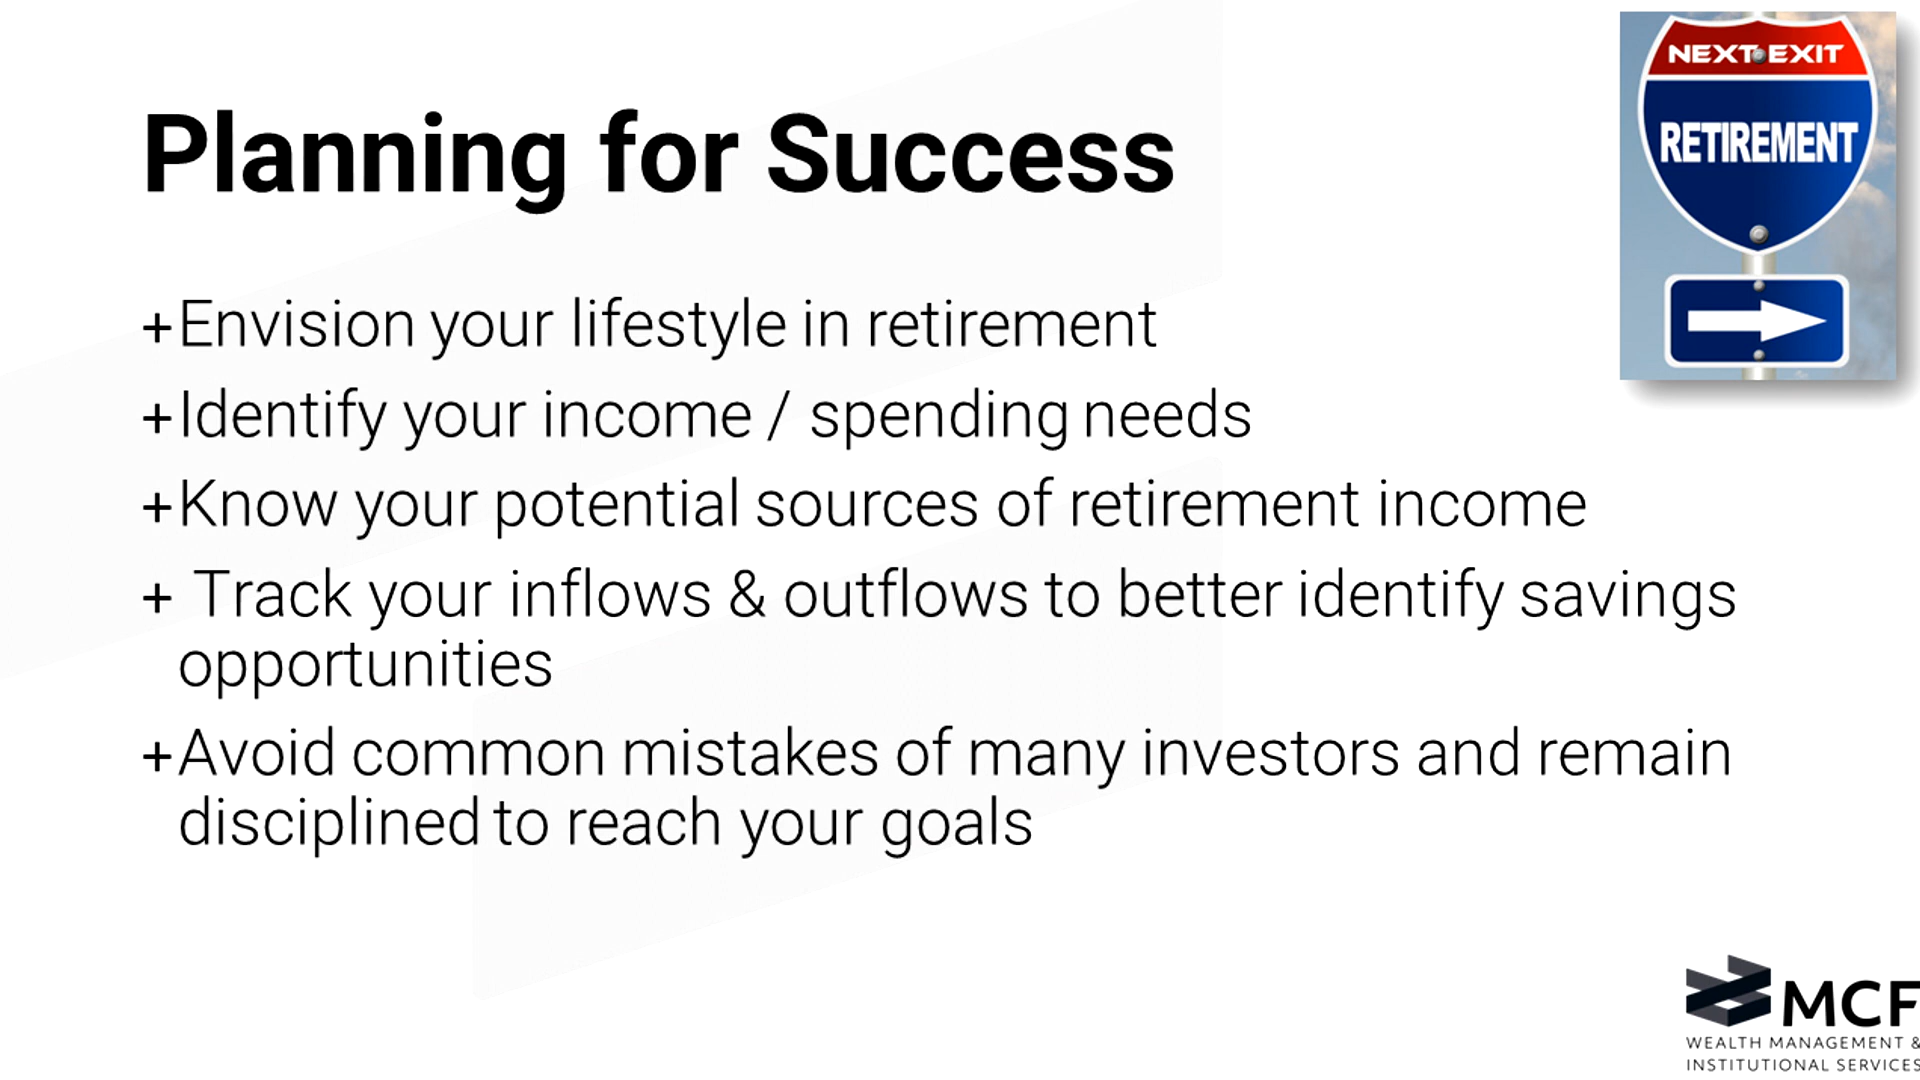 NEXT EXIT
RETIREMENT
Planning for Success
+Envision your lifestyle in retirement
+Identify your income / spending needs
+Know your potential sources of retirement income
+ Track your inflows & outflows to better identify savings
opportunities
+Avoid common mistakes of many investors and remain
disciplined to reach your goals
MCF
WEALTH MANAGEMENT &
INSTITUTIONAL SERVICES